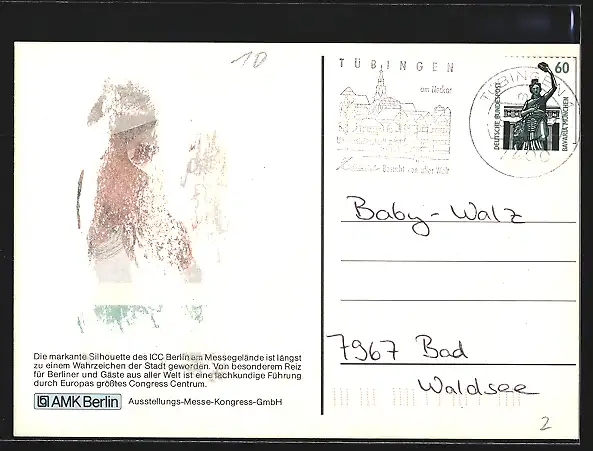 10
TÜBINGEN
am Neckar
TÜBINGEN
7400
60
DEUTSCHE BUNDESPOST
BAVARIA MÜNCHEN
Baby-Walz
7967 Bad
Waldsee
2
Die markante Silhouette des ICC Berlin am Messegelände ist längst
zu einem Wahrzeichen der Stadt geworden. Von besonderem Reiz
für Berliner und Gäste aus aller Welt ist eine fachkundige Führung
durch Europas größtes Congress Centrum.
AMK Berlin
Ausstellungs-Messe-Kongress-GmbH